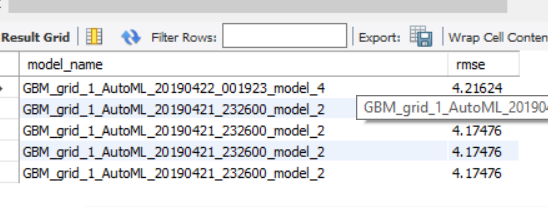 Result Grid Filter Rows: Export: Wrap Cell Conten
model_name rmse
GBM_grid_1_AutoML_20190422_001923_model_4 4.21624
GBM_grid_1_AutoML_20190421_232600_model_2 GBM_grid_1_AutoML_20190
GBM_grid_1_AutoML_20190421_232600_model_2 4.17476
GBM_grid_1_AutoML_20190421_232600_model_2 4.17476
GBM_grid_1_AutoML_20190421_232600_model_2 4.17476